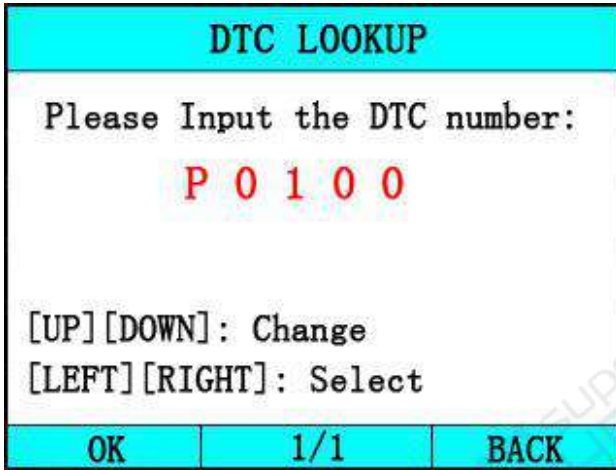 DTC LOOKUP
Please Input the DTC number:
P 0 1 0 0
[UP][DOWN]: Change
[LEFT][RIGHT]: Select
OK 1/1 BACK